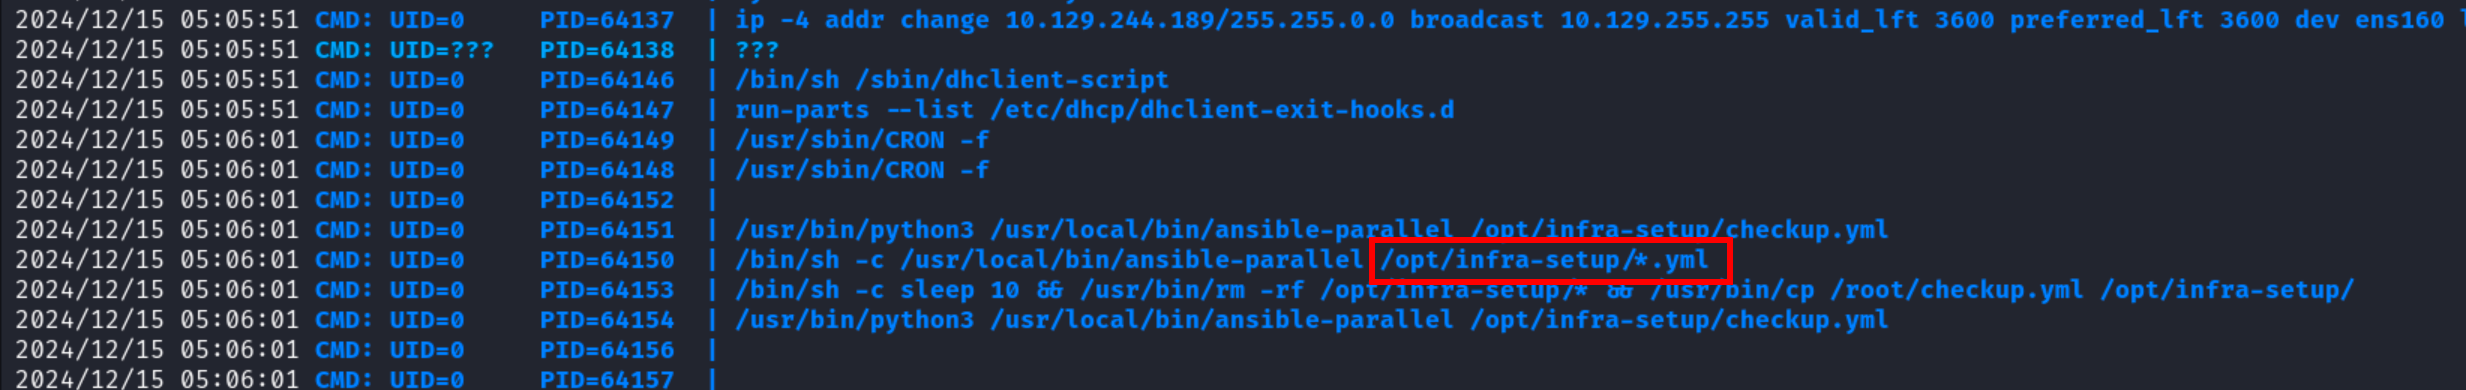 2024/12/15 05:05:51 CMD: UID=0 PID=64137 | ip -4 addr change 10.129.244.189/255.255.0.0 broadcast 10.129.255.255 valid_lft 3600 preferred_lft 3600 dev ens160
2024/12/15 05:05:51 CMD: UID=??? PID=64138 | ???
2024/12/15 05:05:51 CMD: UID=0 PID=64146 | /bin/sh /sbin/dhclient-script
2024/12/15 05:05:51 CMD: UID=0 PID=64147 | run-parts --list /etc/dhcp/dhclient-exit-hooks.d
2024/12/15 05:06:01 CMD: UID=0 PID=64149 | /usr/sbin/CRON -f
2024/12/15 05:06:01 CMD: UID=0 PID=64148 | /usr/sbin/CRON -f
2024/12/15 05:06:01 CMD: UID=0 PID=64152 |
2024/12/15 05:06:01 CMD: UID=0 PID=64151 | /usr/bin/python3 /usr/local/bin/ansible-parallel /opt/infra-setup/checkup.yml
2024/12/15 05:06:01 CMD: UID=0 PID=64150 | /bin/sh -c /usr/local/bin/ansible-parallel /opt/infra-setup/*.yml
2024/12/15 05:06:01 CMD: UID=0 PID=64153 | /bin/sh -c sleep 10 && /usr/bin/rm -rf /opt/infra-setup/* && /usr/bin/cp /root/checkup.yml /opt/infra-setup/
2024/12/15 05:06:01 CMD: UID=0 PID=64154 | /usr/bin/python3 /usr/local/bin/ansible-parallel /opt/infra-setup/checkup.yml
2024/12/15 05:06:01 CMD: UID=0 PID=64156 |
2024/12/15 05:06:01 CMD: UID=0 PID=64157 |